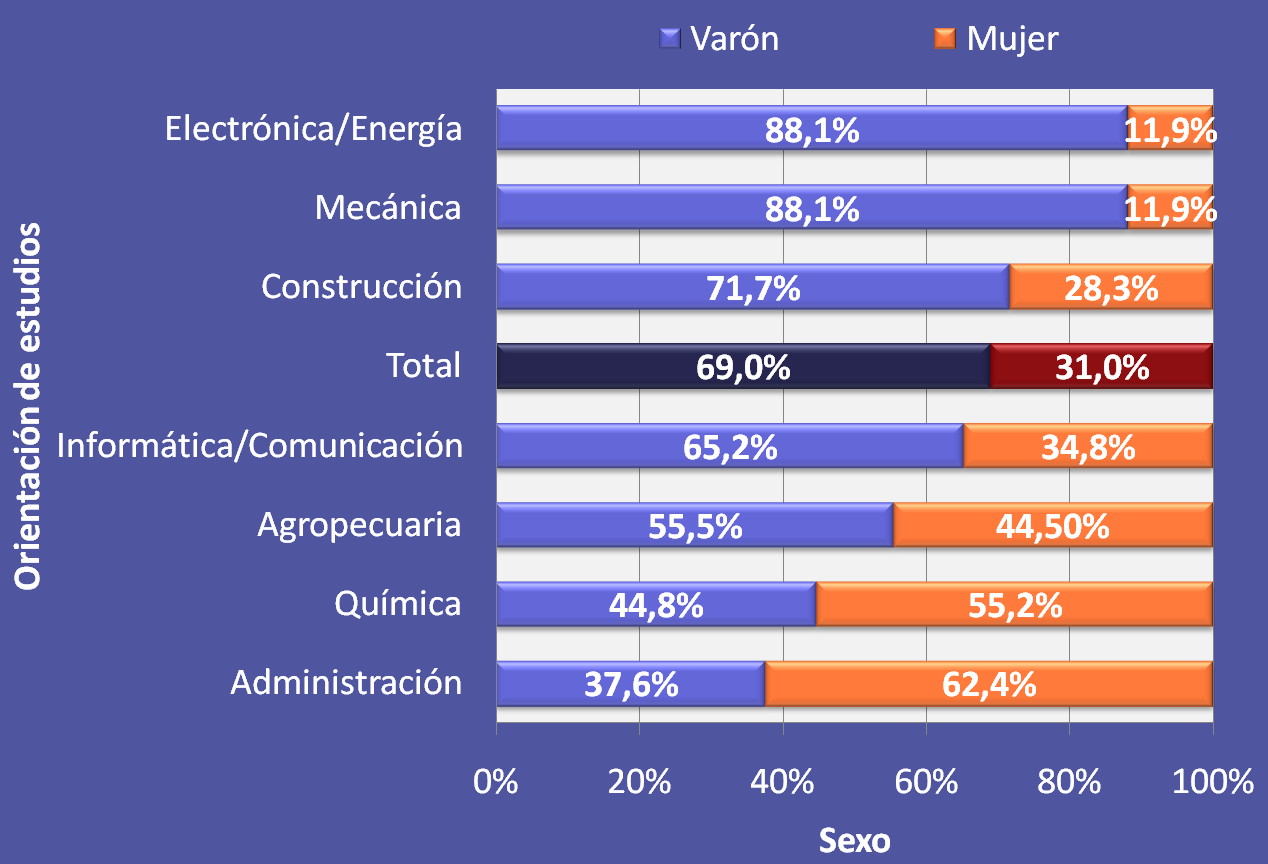 Varón Mujer
Electrónica/Energía 88,1% 11,9%
Mecánica 88,1% 11,9%
Construcción 71,7% 28,3%
Total 69,0% 31,0%
Informática/Comunicación 65,2% 34,8%
Agropecuaria 55,5% 44,50%
Química 44,8% 55,2%
Administración 37,6% 62,4%
0% 20% 40% 60% 80% 100%
Sexo
Orientación de estudios